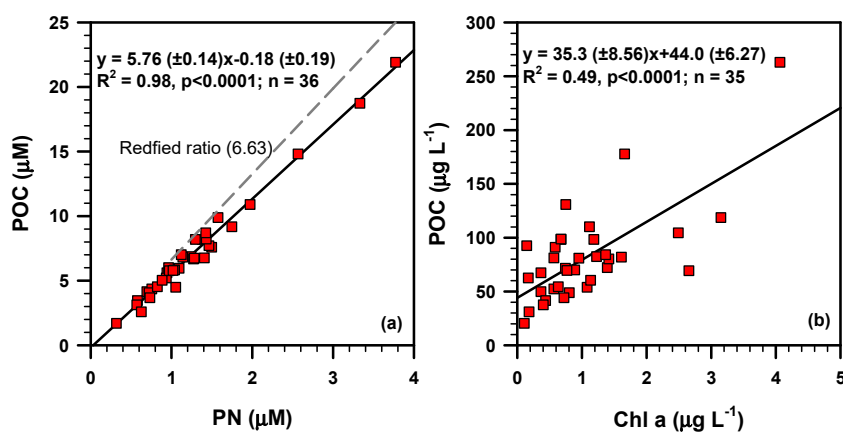 25
20
15
10
5
0
POC (μM)
y = 5.76 (±0.14)x-0.18 (±0.19)
R² = 0.98, p<0.0001; n = 36
Redfied ratio (6.63)
(a)
0 1 2 3 4
PN (μM)
300
250
200
150
100
50
0
POC (μg L⁻¹)
y = 35.3 (±8.56)x+44.0 (±6.27)
R² = 0.49, p<0.0001; n = 35
(b)
0 1 2 3 4 5
Chl a (μg L⁻¹)